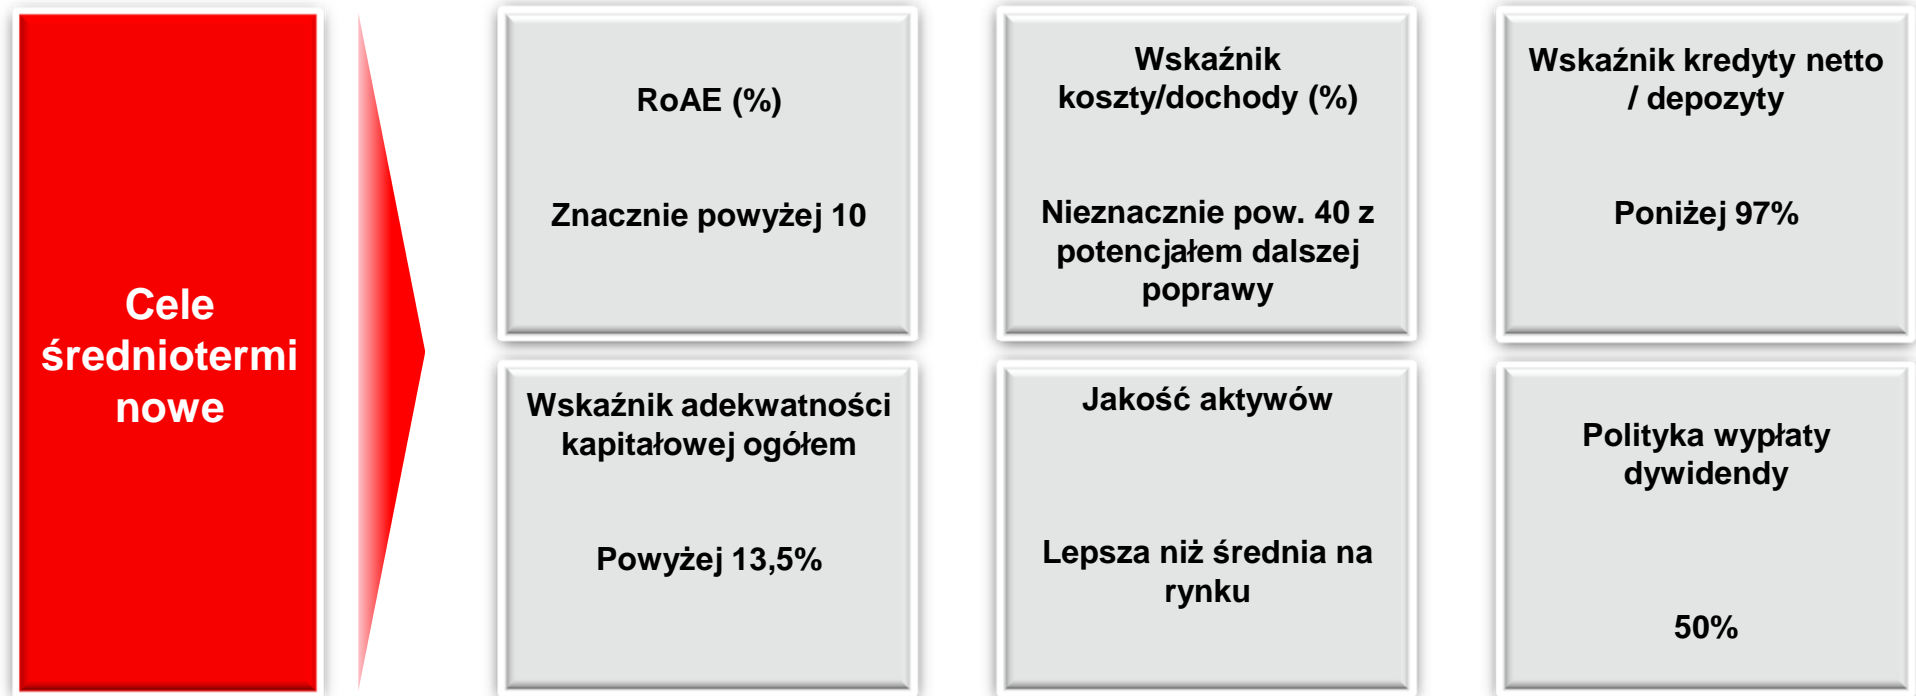 Cele
średniotermi
nowe
RoAE (%)
Znacznie powyżej 10
Wskaźnik
koszty/dochody (%)
Nieznacznie pow. 40 z
potencjałem dalszej
poprawy
Wskaźnik kredyty netto
/ depozyty
Poniżej 97%
Wskaźnik adekwatności
kapitałowej ogółem
Powyżej 13,5%
Jakość aktywów
Lepsza niż średnia na
rynku
Polityka wypłaty
dywidendy
50%